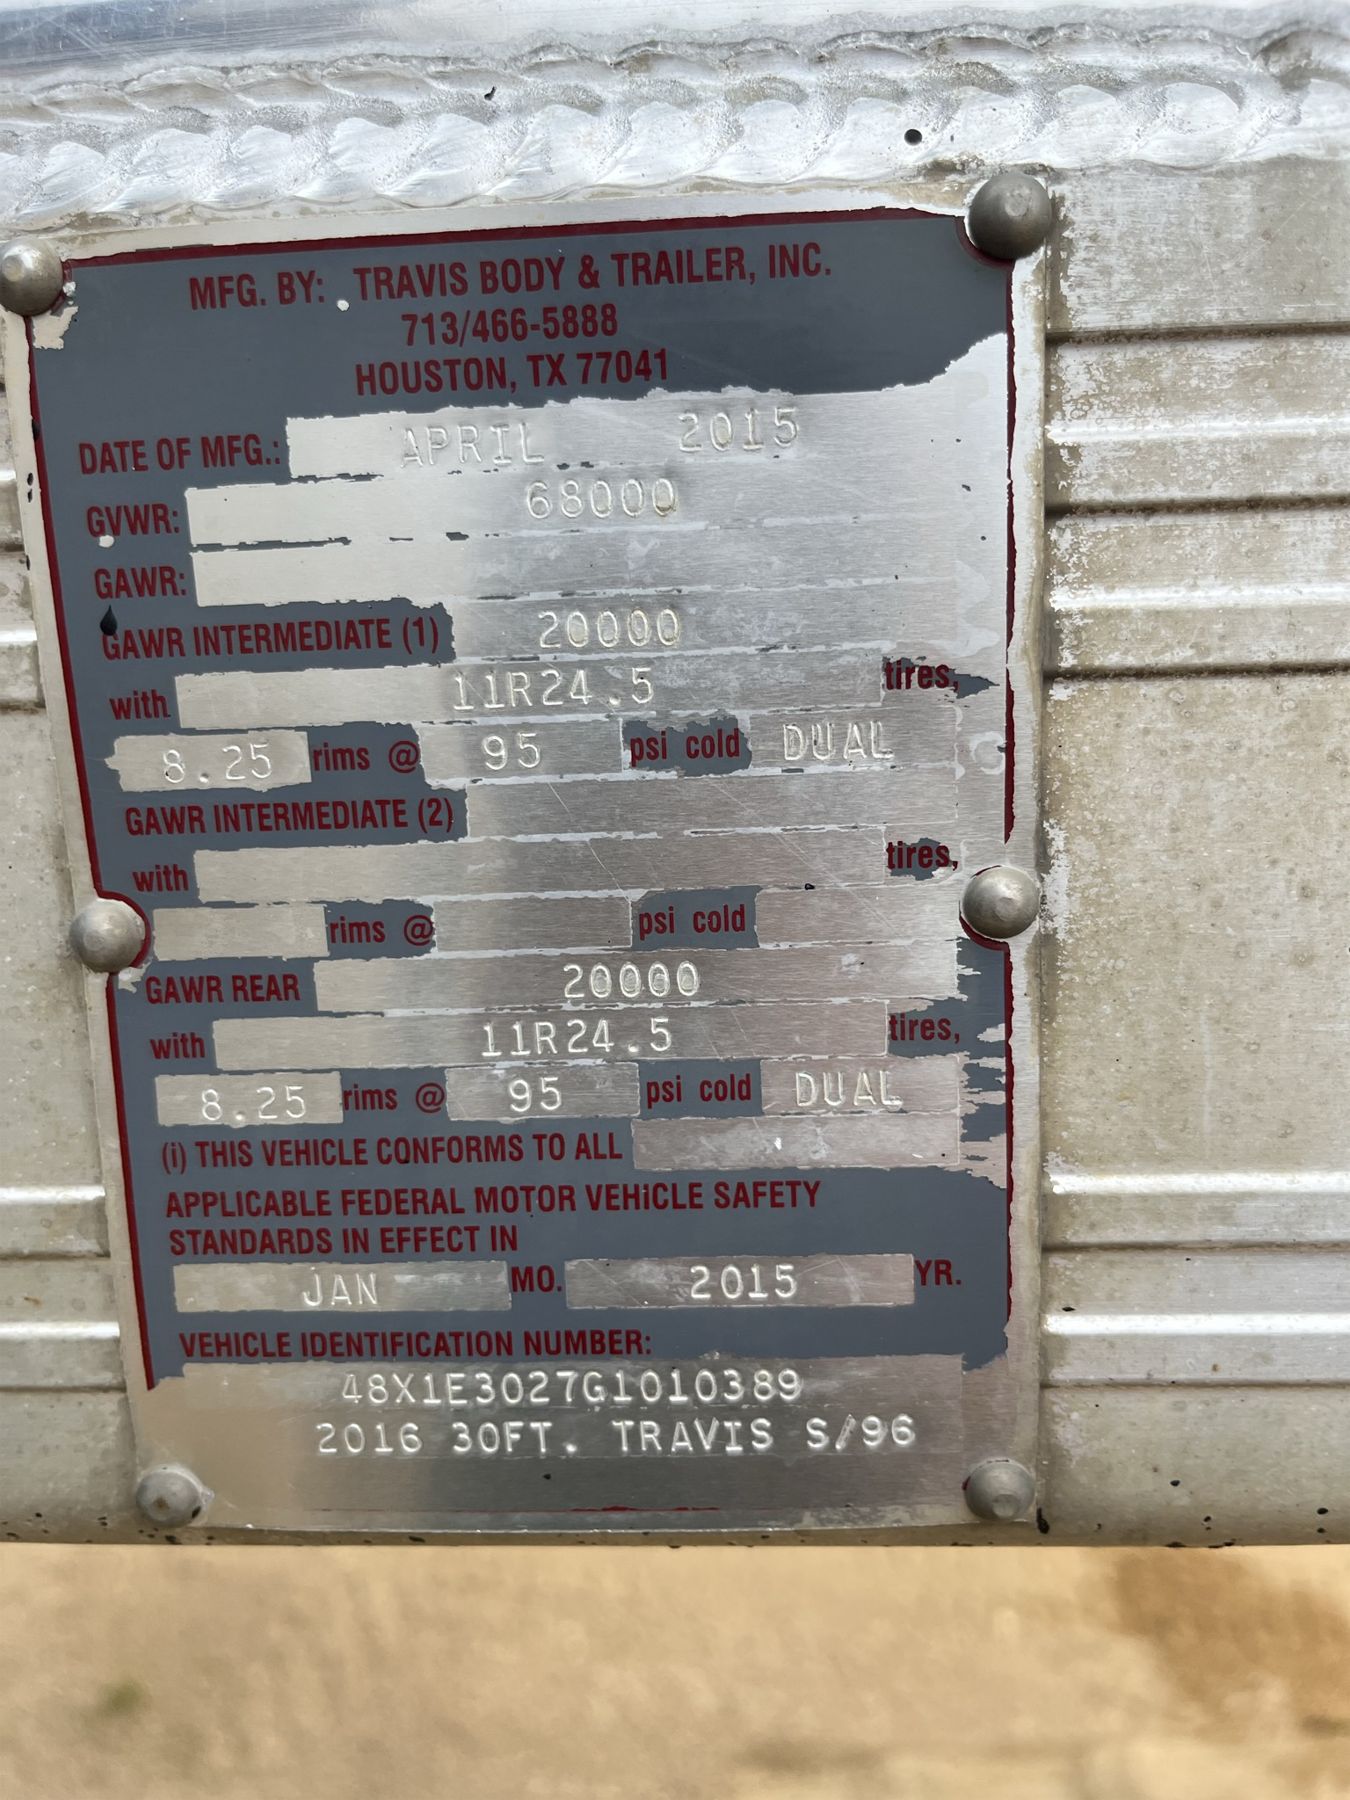 MFG. BY: TRAVIS BODY & TRAILER, INC.
713/466-5888
HOUSTON, TX 77041
DATE OF MFG.: APRIL 2015
GVWR: 68000
GAWR:
GAWR INTERMEDIATE (1) 20000
with 11R24.5 tires,
8.25 rims @ 95 psi cold DUAL
GAWR INTERMEDIATE (2)
with tires,
rims @ psi cold
GAWR REAR 20000
with 11R24.5 tires,
8.25 rims @ 95 psi cold DUAL
(i) THIS VEHICLE CONFORMS TO ALL
APPLICABLE FEDERAL MOTOR VEHICLE SAFETY
STANDARDS IN EFFECT IN
JAN MO. 2015 YR.
VEHICLE IDENTIFICATION NUMBER:
48X1E3027G1010389
2016 30FT. TRAVIS S/96